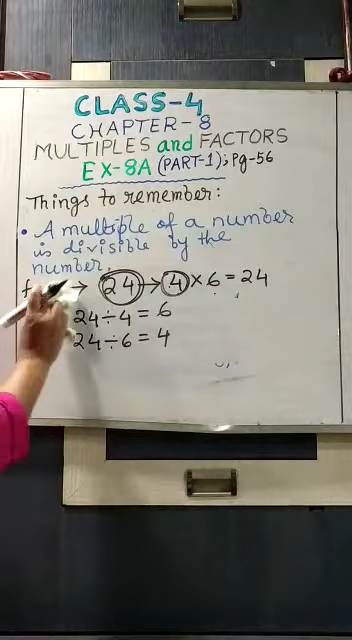 CLASS-4
CHAPTER-8
MULTIPLES and FACTORS
EX-8A (PART-1); Pg-56
Things to remember:
• A multiple of a number
is divisible by the
number.
→ 24 → 4 × 6 = 24
24 ÷ 4 = 6
24 ÷ 6 = 4